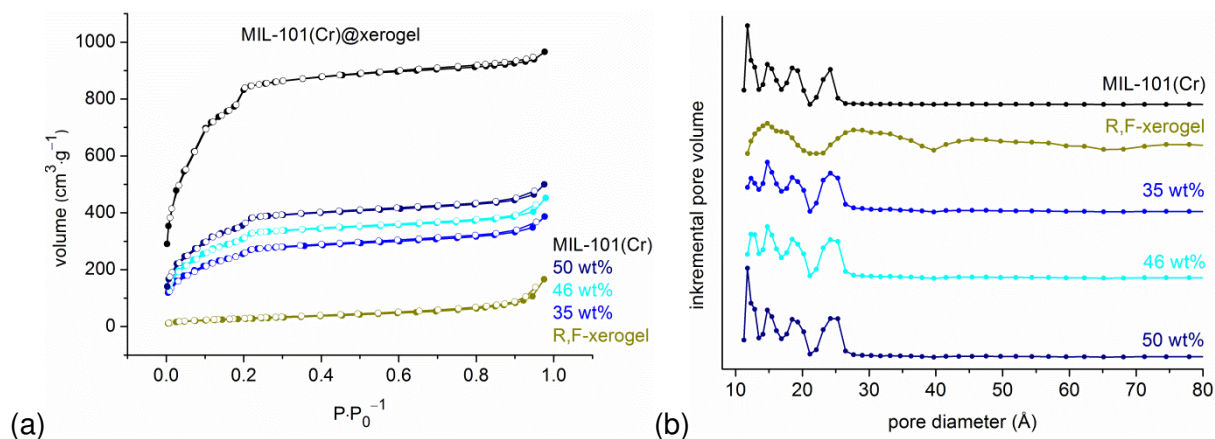 MIL-101(Cr)@xerogel
1000
800
600
400
200
0
volume (cm³·g⁻¹)
MIL-101(Cr)
50 wt%
46 wt%
35 wt%
R,F-xerogel
0.0 0.2 0.4 0.6 0.8 1.0
P·P₀⁻¹
(a)
inkremental pore volume
MIL-101(Cr)
R,F-xerogel
35 wt%
46 wt%
50 wt%
10 20 30 40 50 60 70 80
pore diameter (Å)
(b)